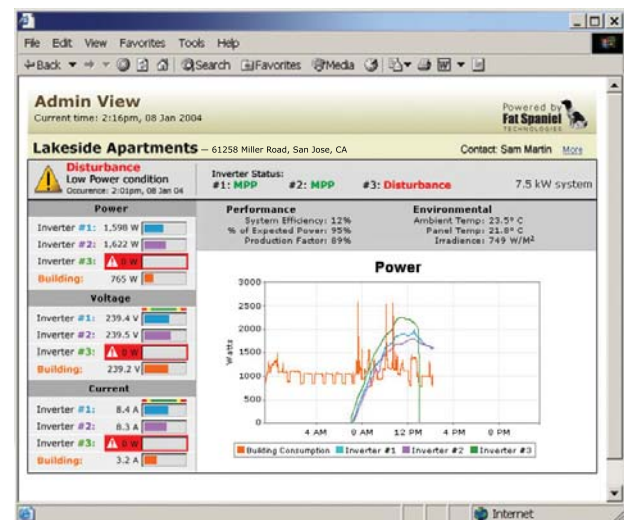 File Edit View Favorites Tools Help
Back Search Favorites Media
Admin View
Current time: 2:16pm, 08 Jan 2004
Powered by
Fat Spaniel
TECHNOLOGIES
Lakeside Apartments – 61258 Miller Road, San Jose, CA Contact: Sam Martin More
Disturbance
Low Power condition
Occurence: 2:01pm, 08 Jan 04
Inverter Status:
#1: MPP #2: MPP #3: Disturbance 7.5 kW system
Power
Inverter #1: 1,598 W
Inverter #2: 1,622 W
Inverter #3: 0 W
Building: 765 W
Voltage
Inverter #1: 239.4 V
Inverter #2: 239.5 V
Inverter #3: 0 W
Building: 239.2 V
Current
Inverter #1: 8.4 A
Inverter #2: 8.3 A
Inverter #3: 0 W
Building: 3.2 A
Performance
System Efficiency: 12%
% of Expected Power: 95%
Production Factor: 89%
Environmental
Ambient Temp: 23.5° C
Panel Temp: 21.8° C
Irradience: 749 W/M²
Power
Watts
3000
2500
2000
1500
1000
500
0
4 AM 8 AM 12 PM 4 PM 8 PM
Building Consumption Inverter #1 Inverter #2 Inverter #3
Internet